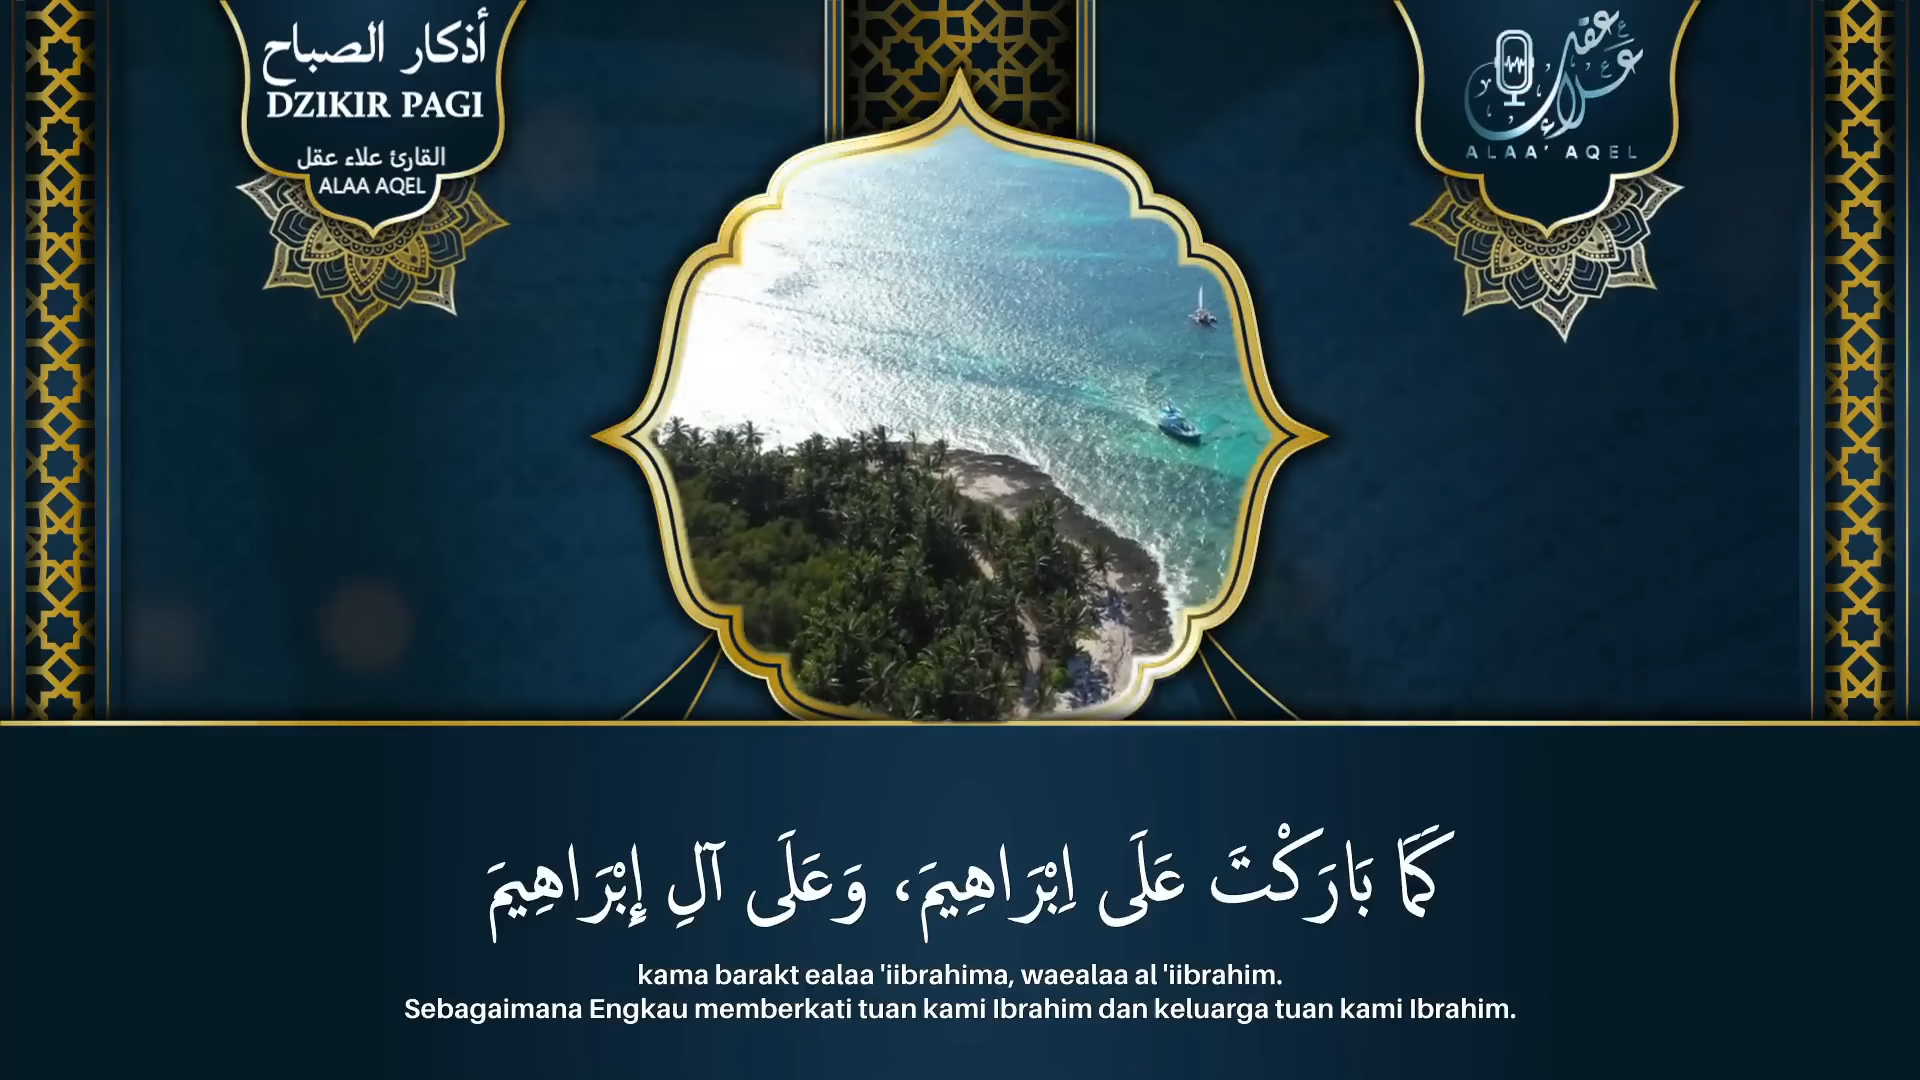 أذكار الصباح
DZIKIR PAGI
القارئ علاء عقل
ALAA AQEL
علاء عقل
ALAA' AQEL
كَمَا بَارَكْتَ عَلَى اِبْرَاهِيمَ، وَعَلَى آلِ إِبْرَاهِيمَ
kama barakt ealaa 'iibrahima, waealaa al 'iibrahim.
Sebagaimana Engkau memberkati tuan kami Ibrahim dan keluarga tuan kami Ibrahim.